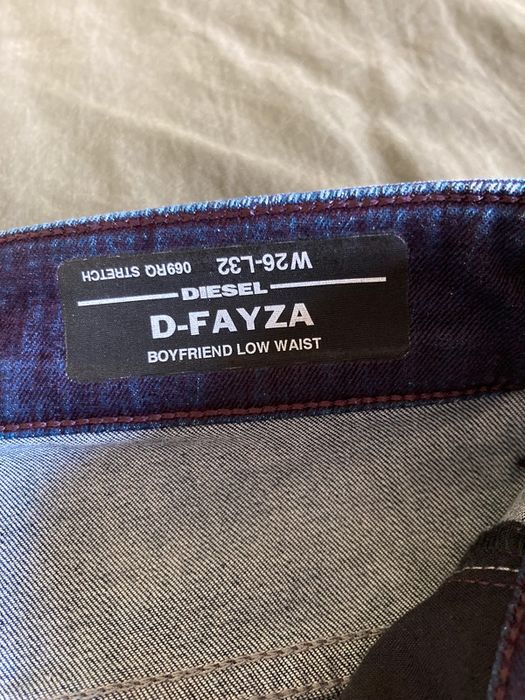 W26-L32 069RQ STRETCH
DIESEL
D-FAYZA
BOYFRIEND LOW WAIST